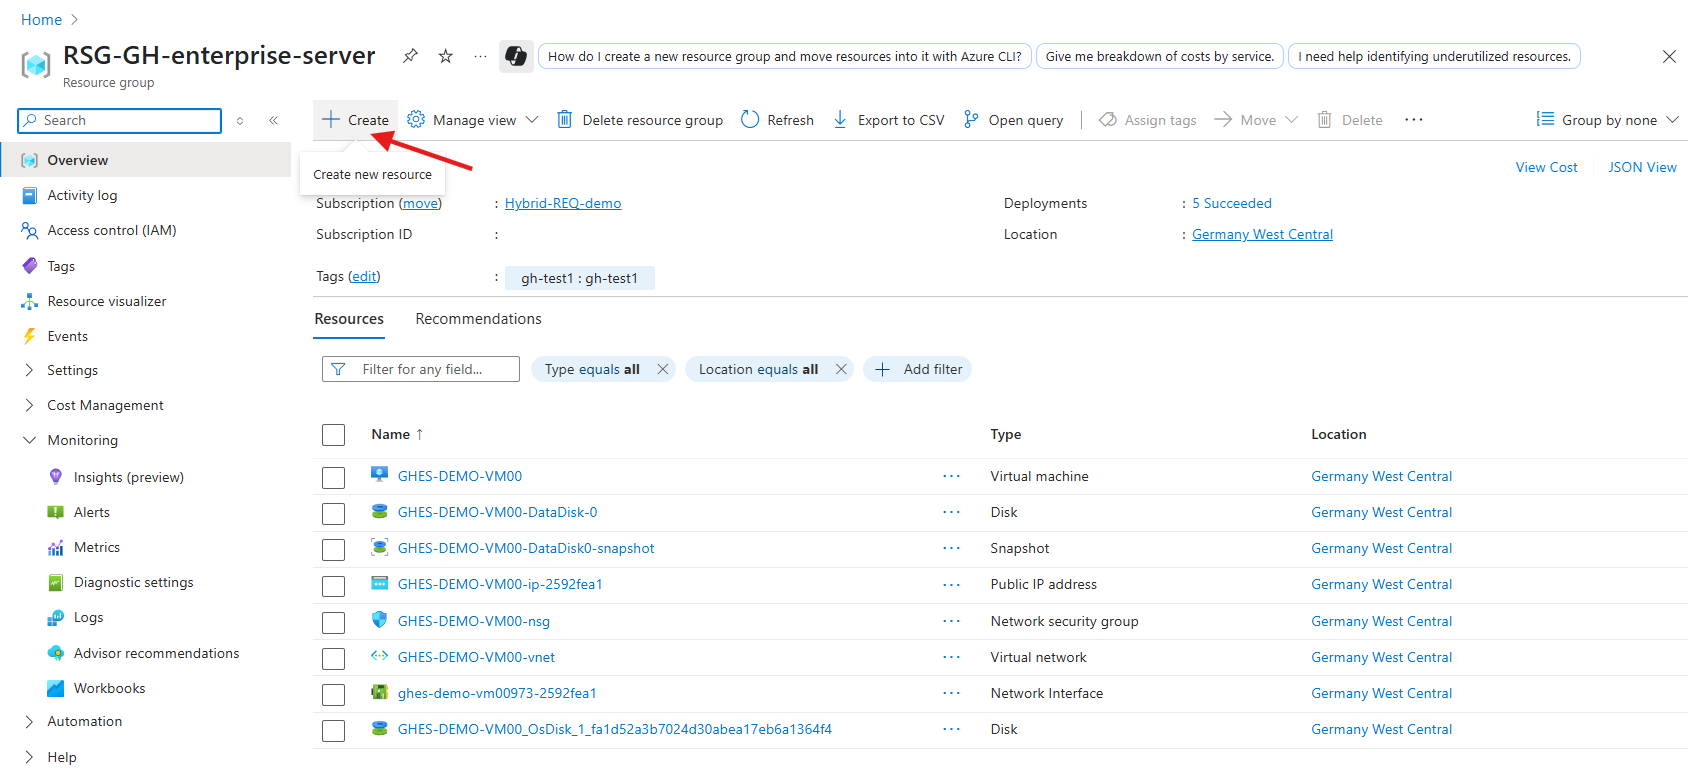 Home
RSG-GH-enterprise-server
How do I create a new resource group and move resources into it with Azure CLI?
Give me breakdown of costs by service.
I need help identifying underutilized resources.
Resource group
Search
Create
Manage view
Delete resource group
Refresh
Export to CSV
Open query
Assign tags
Move
Delete
Group by none
Create new resource
View Cost
JSON View
Overview
Activity log
Access control (IAM)
Tags
Resource visualizer
Events
Settings
Cost Management
Monitoring
Insights (preview)
Alerts
Metrics
Diagnostic settings
Logs
Advisor recommendations
Workbooks
Automation
Help
Subscription (move) : Hybrid-REQ-demo
Subscription ID :
Tags (edit) : gh-test1 : gh-test1
Deployments : 5 Succeeded
Location : Germany West Central
Resources
Recommendations
Filter for any field...
Type equals all
Location equals all
Add filter
Name ↑ Type Location
GHES-DEMO-VM00 ··· Virtual machine Germany West Central
GHES-DEMO-VM00-DataDisk-0 ··· Disk Germany West Central
GHES-DEMO-VM00-DataDisk0-snapshot ··· Snapshot Germany West Central
GHES-DEMO-VM00-ip-2592fea1 ··· Public IP address Germany West Central
GHES-DEMO-VM00-nsg ··· Network security group Germany West Central
GHES-DEMO-VM00-vnet ··· Virtual network Germany West Central
ghes-demo-vm00973-2592fea1 ··· Network Interface Germany West Central
GHES-DEMO-VM00_OsDisk_1_fa1d52a3b7024d30abea17eb6a1364f4 ··· Disk Germany West Central